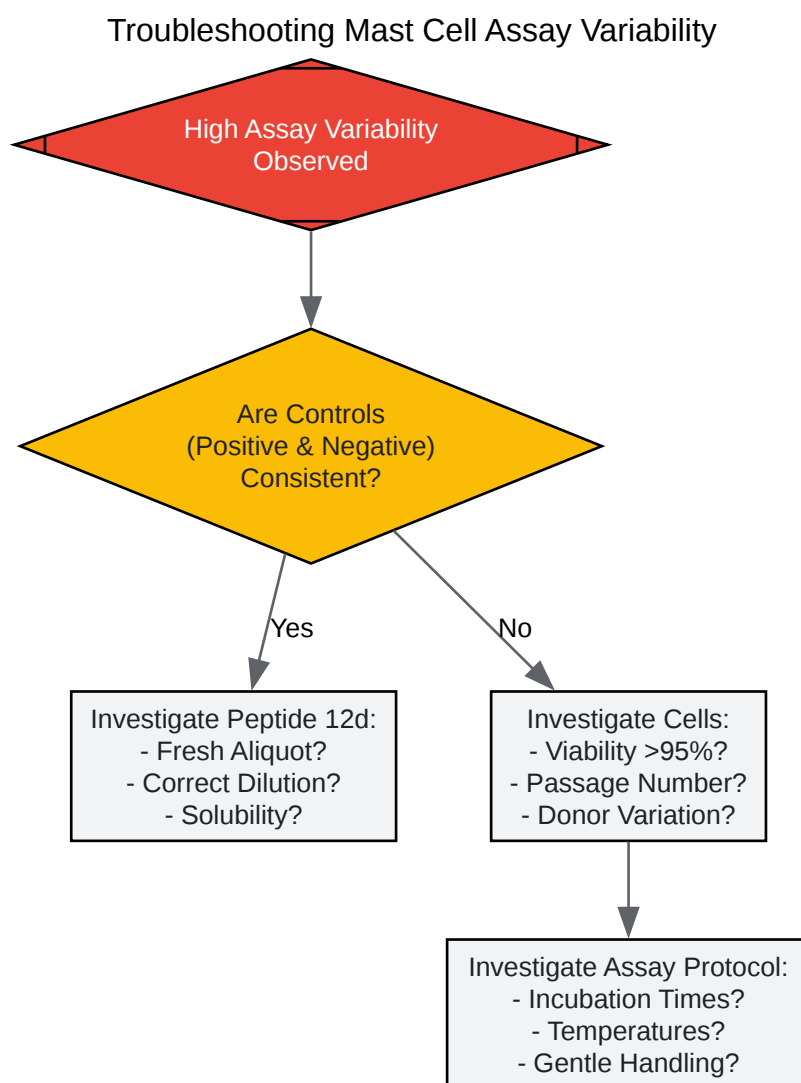 Troubleshooting Mast Cell Assay Variability
High Assay Variability
Observed
Are Controls
(Positive & Negative)
Consistent?
Yes
No
Investigate Peptide 12d:
- Fresh Aliquot?
- Correct Dilution?
- Solubility?
Investigate Cells:
- Viability >95%?
- Passage Number?
- Donor Variation?
Investigate Assay Protocol:
- Incubation Times?
- Temperatures?
- Gentle Handling?